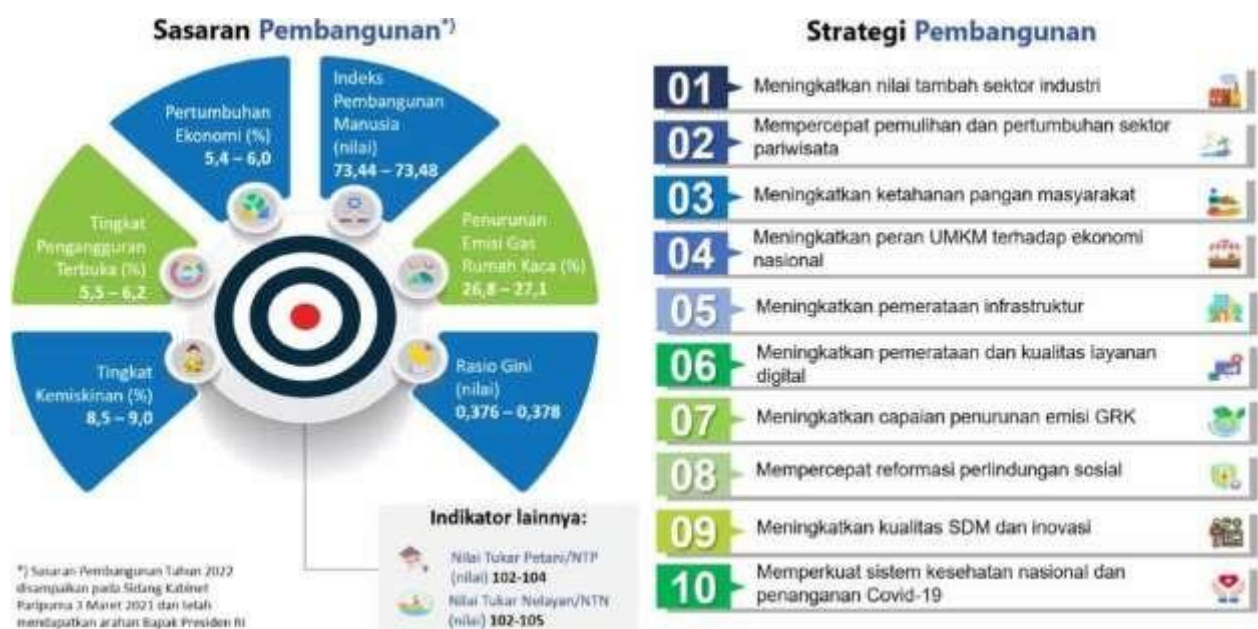 Sasaran Pembangunan*)
Tingkat
Kemiskinan (%)
8,5 – 9,0
Tingkat
Pengangguran
Terbuka (%)
5,5 – 6,2
Pertumbuhan
Ekonomi (%)
5,4 – 6,0
Indeks
Pembangunan
Manusia
(nilai)
73,44 – 73,48
Penurunan
Emisi Gas
Rumah Kaca (%)
26,8 – 27,1
Rasio Gini
(nilai)
0,376 – 0,378
Indikator lainnya:
Nilai Tukar Petani/NTP
(nilai) 102-104
Nilai Tukar Nelayan/NTN
(nilai) 102-105
*) Sasaran Pembangunan Tahun 2022
disampaikan pada Sidang Kabinet
Paripurna 3 Maret 2021 dan telah
mendapatkan arahan Bapak Presiden RI
Strategi Pembangunan
01 Meningkatkan nilai tambah sektor industri
02 Mempercepat pemulihan dan pertumbuhan sektor
pariwisata
03 Meningkatkan ketahanan pangan masyarakat
04 Meningkatkan peran UMKM terhadap ekonomi
nasional
05 Meningkatkan pemerataan infrastruktur
06 Meningkatkan pemerataan dan kualitas layanan
digital
07 Meningkatkan capaian penurunan emisi GRK
08 Mempercepat reformasi perlindungan sosial
09 Meningkatkan kualitas SDM dan inovasi
10 Memperkuat sistem kesehatan nasional dan
penanganan Covid-19